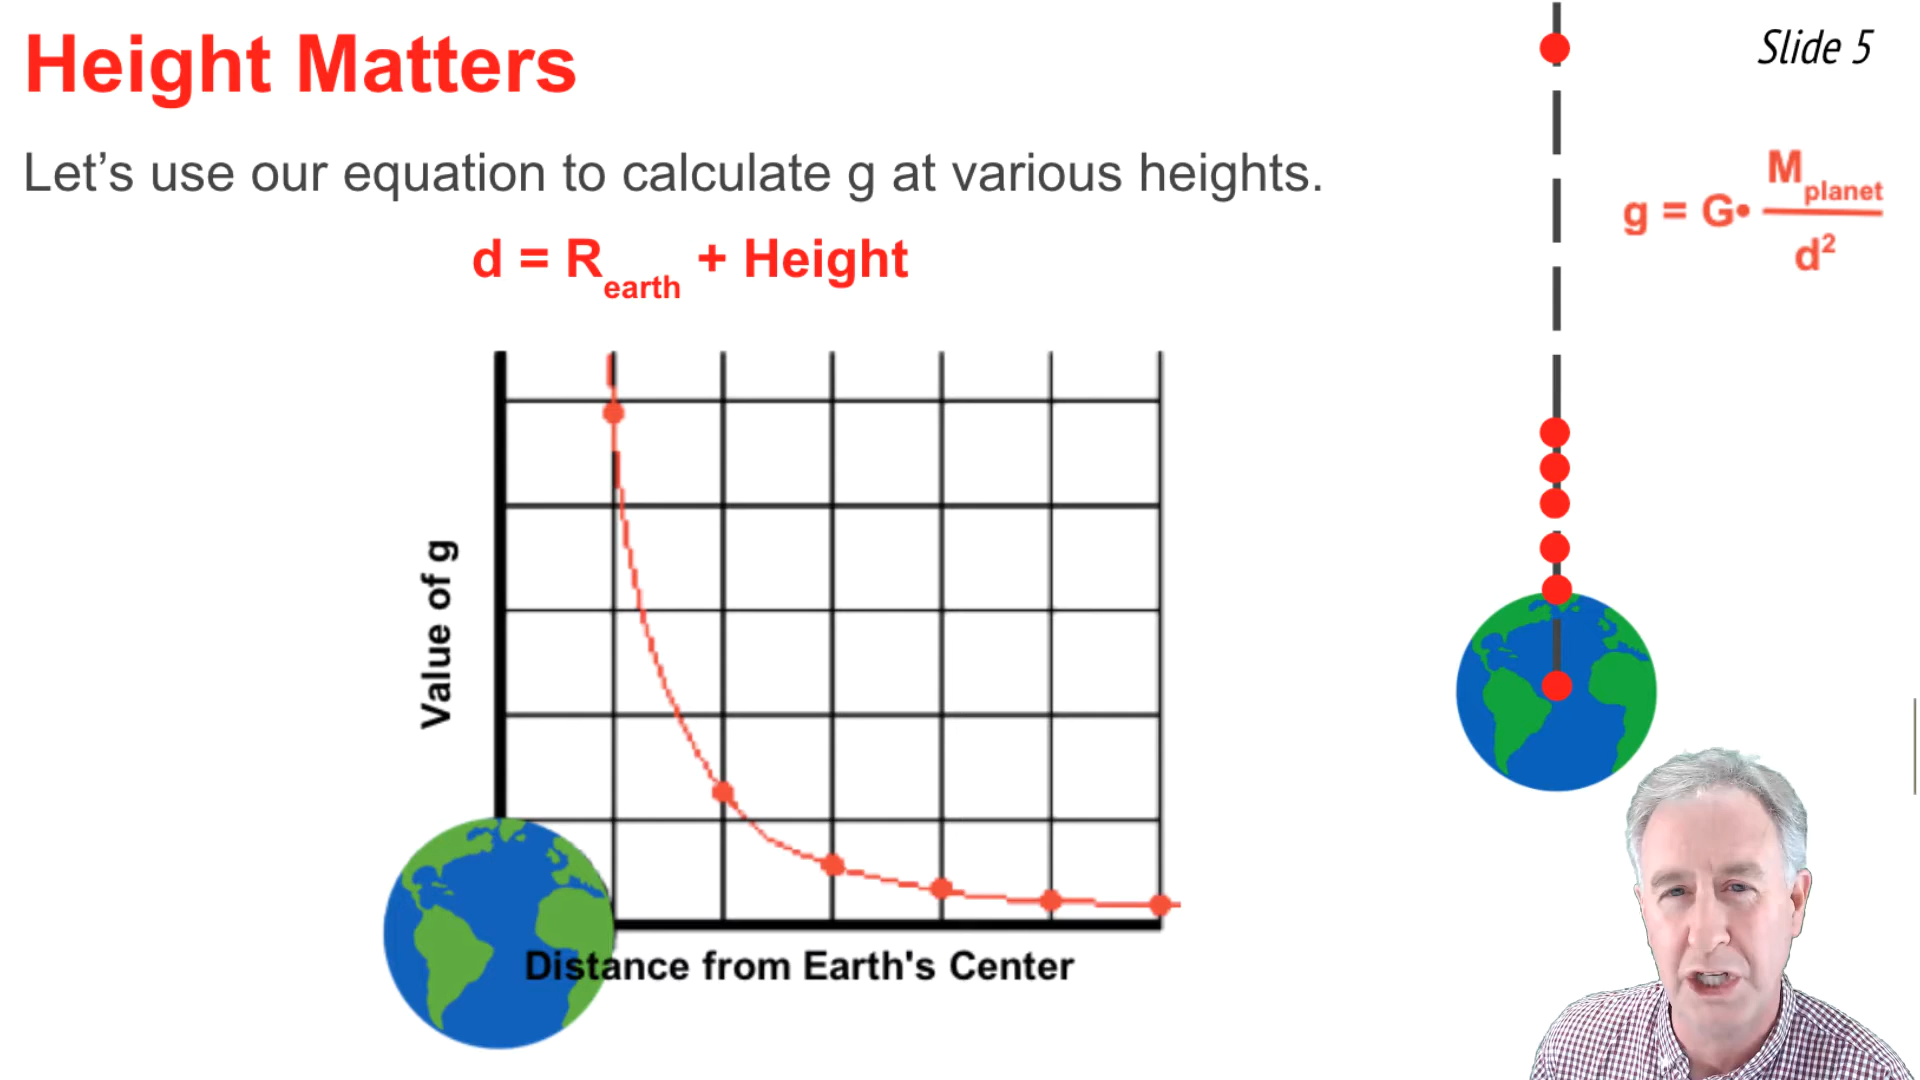 Height Matters
Slide 5
Let's use our equation to calculate g at various heights.
d = R_earth + Height
g = G• M_planet / d²
Value of g
Distance from Earth's Center